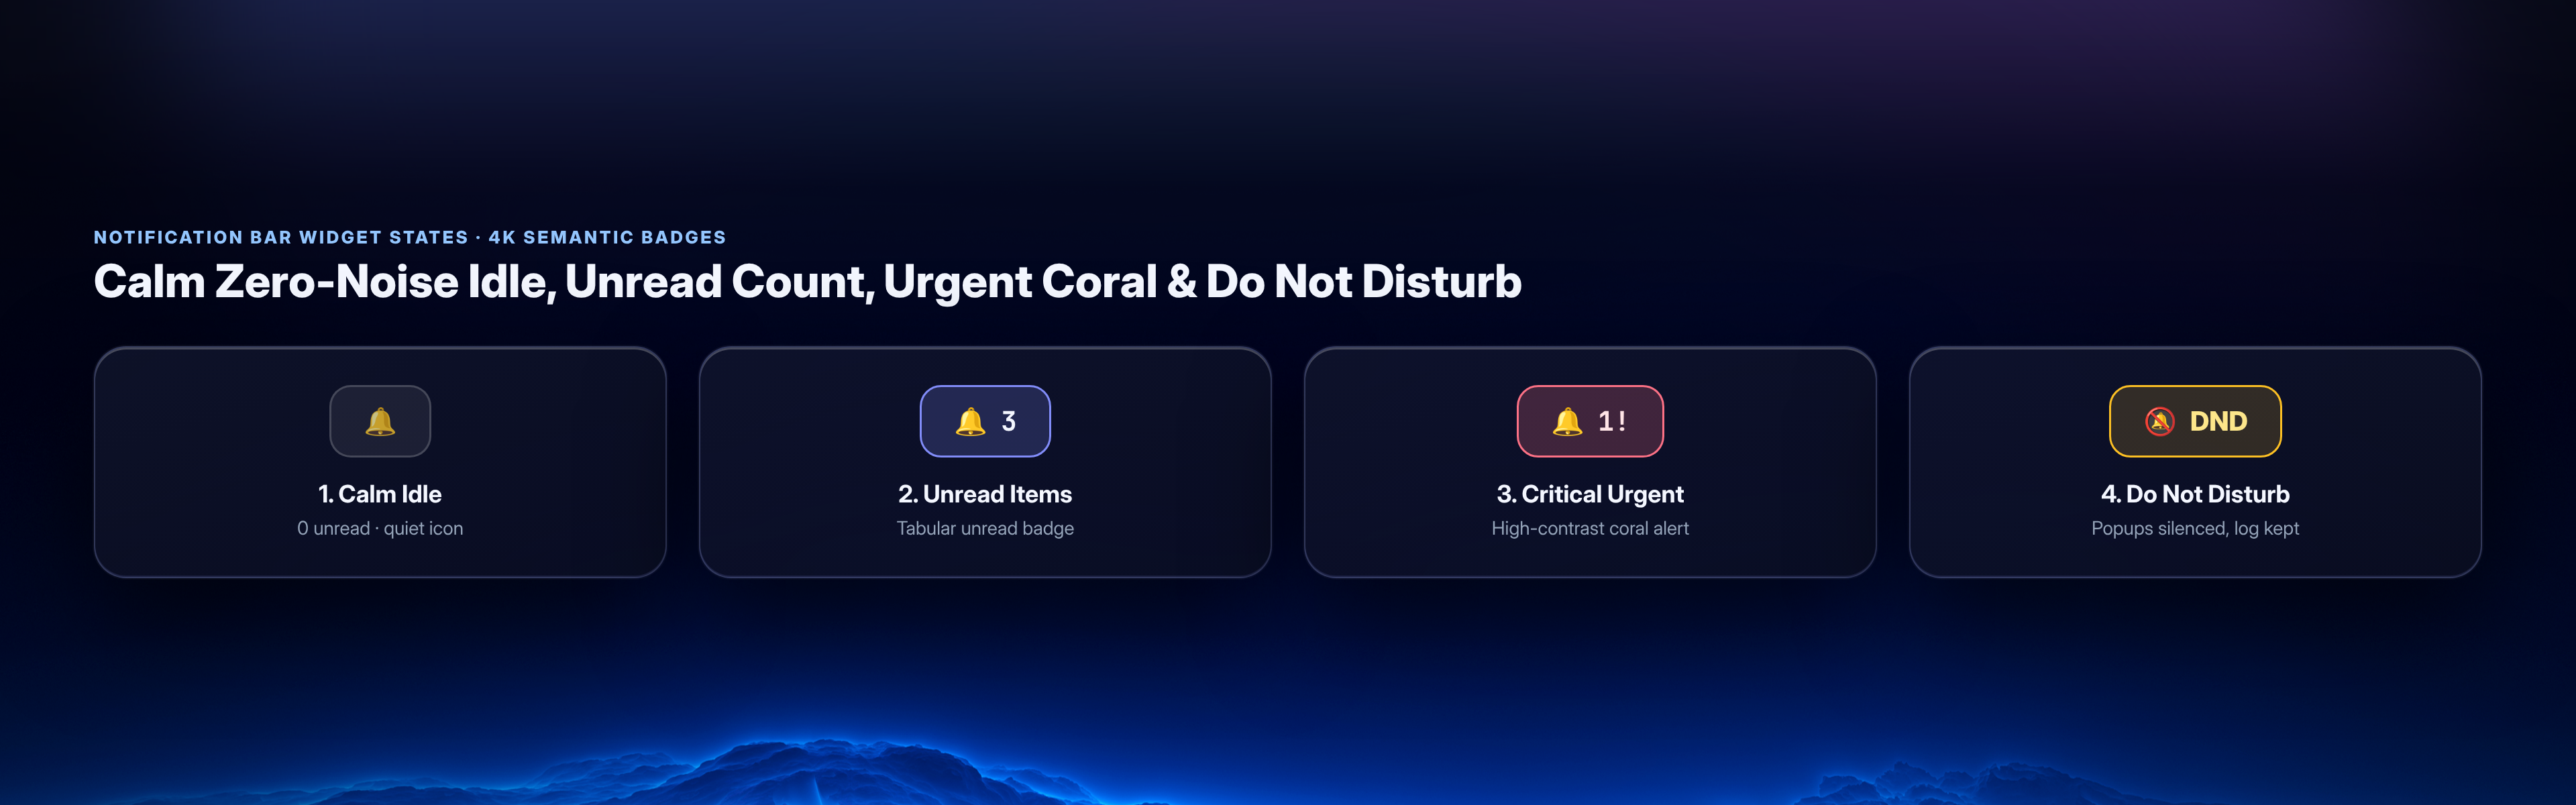 NOTIFICATION BAR WIDGET STATES · 4K SEMANTIC BADGES
Calm Zero-Noise Idle, Unread Count, Urgent Coral & Do Not Disturb
1. Calm Idle
0 unread · quiet icon
3
2. Unread Items
Tabular unread badge
1!
3. Critical Urgent
High-contrast coral alert
DND
4. Do Not Disturb
Popups silenced, log kept